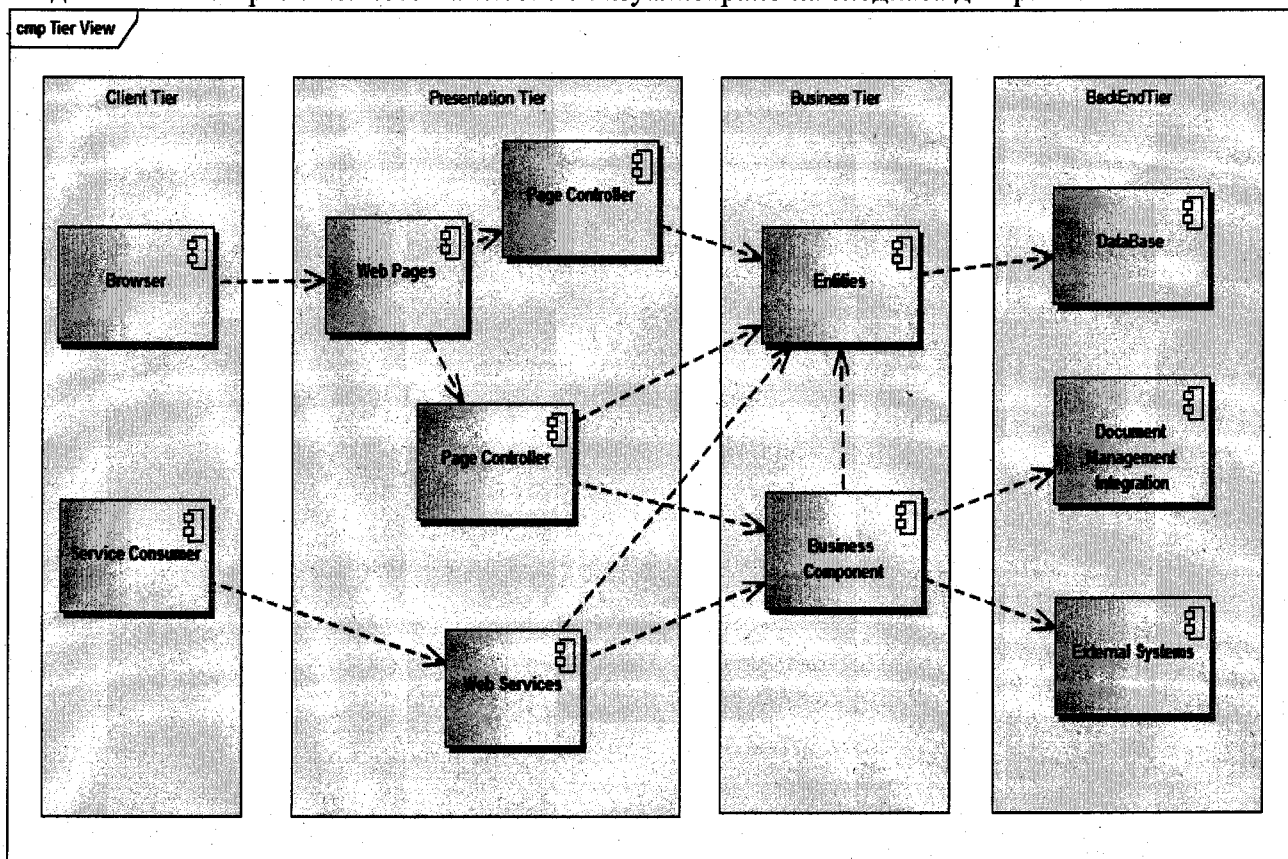 cmp Tier View
Client Tier
Presentation Tier
Business Tier
BackEndTier
Page Controller
Browser
Web Pages
Entities
DataBase
Page Controller
Document
Management
Integration
Service Consumer
Business
Component
Web Services
External Systems